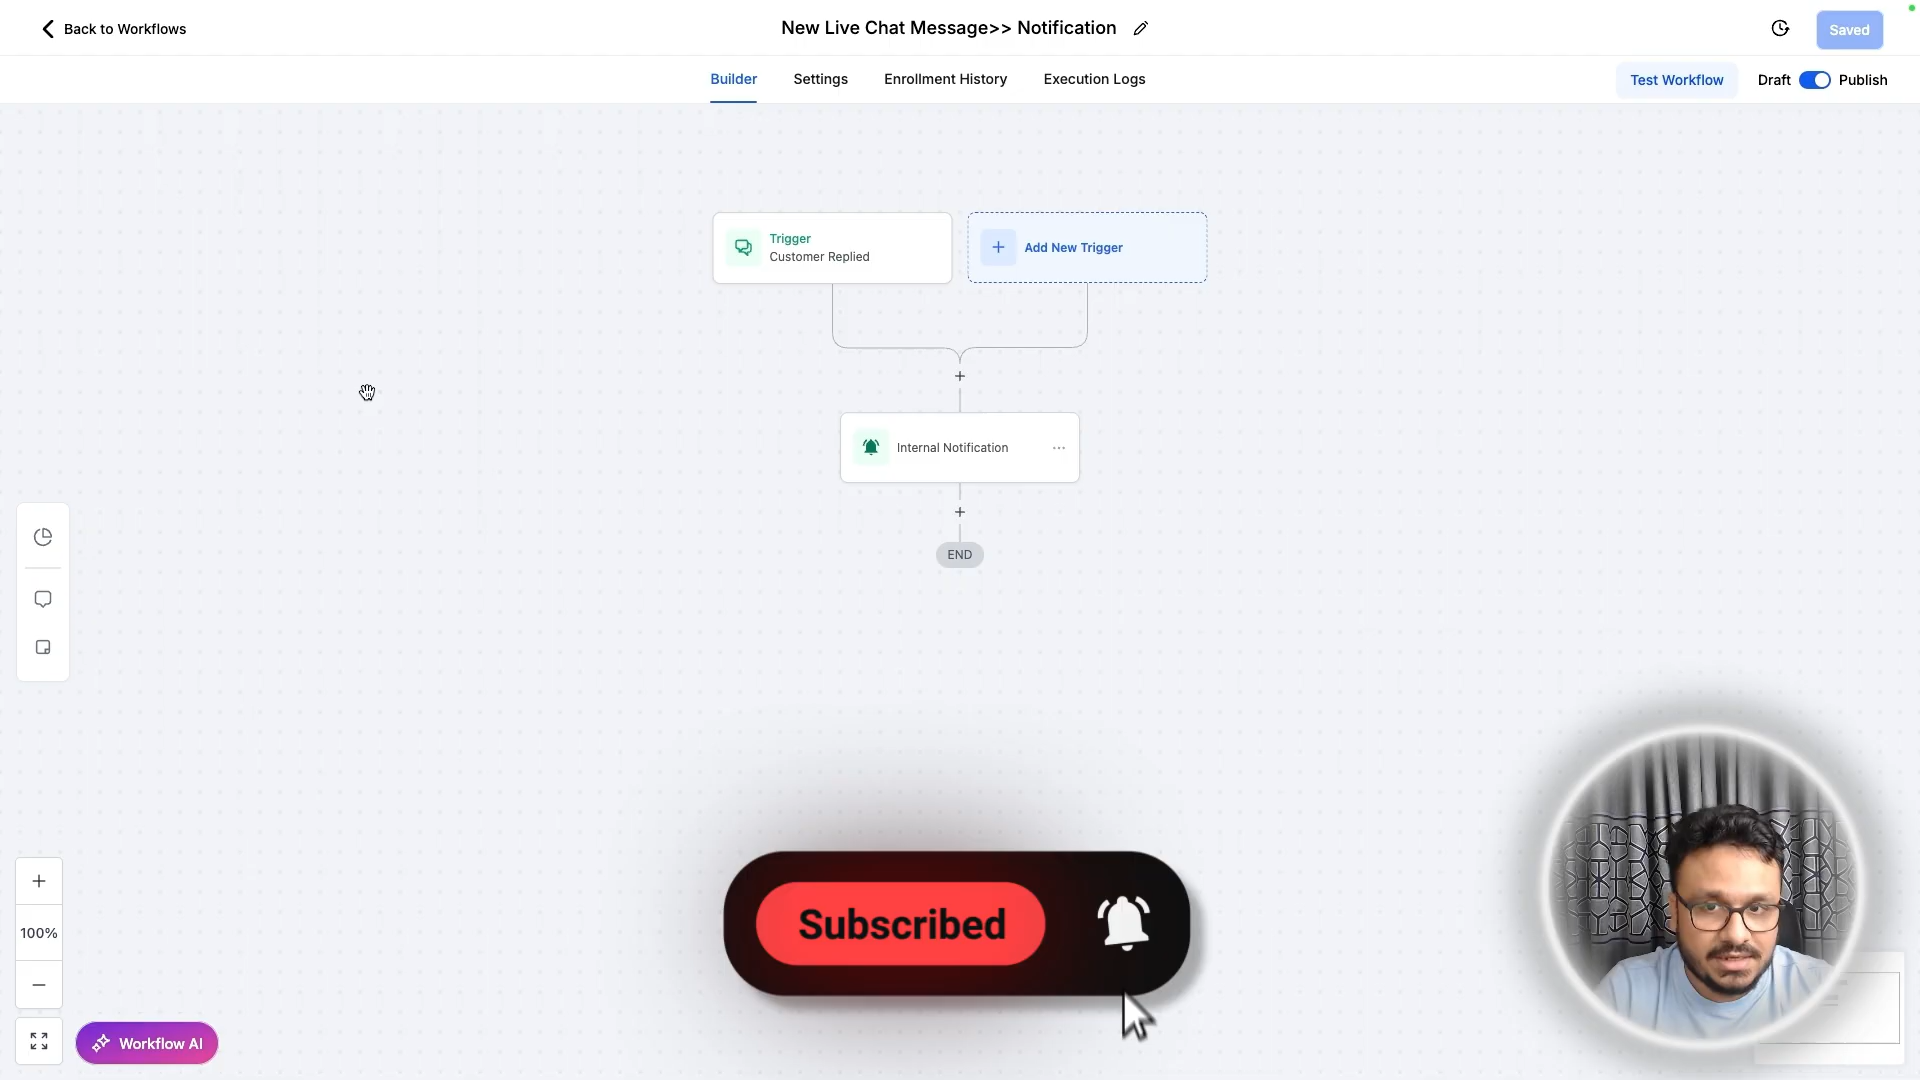 Back to Workflows
New Live Chat Message>> Notification
Saved
Builder
Settings
Enrollment History
Execution Logs
Test Workflow
Draft
Publish
Trigger
Customer Replied
Add New Trigger
Internal Notification
END
100%
Subscribed
Workflow AI